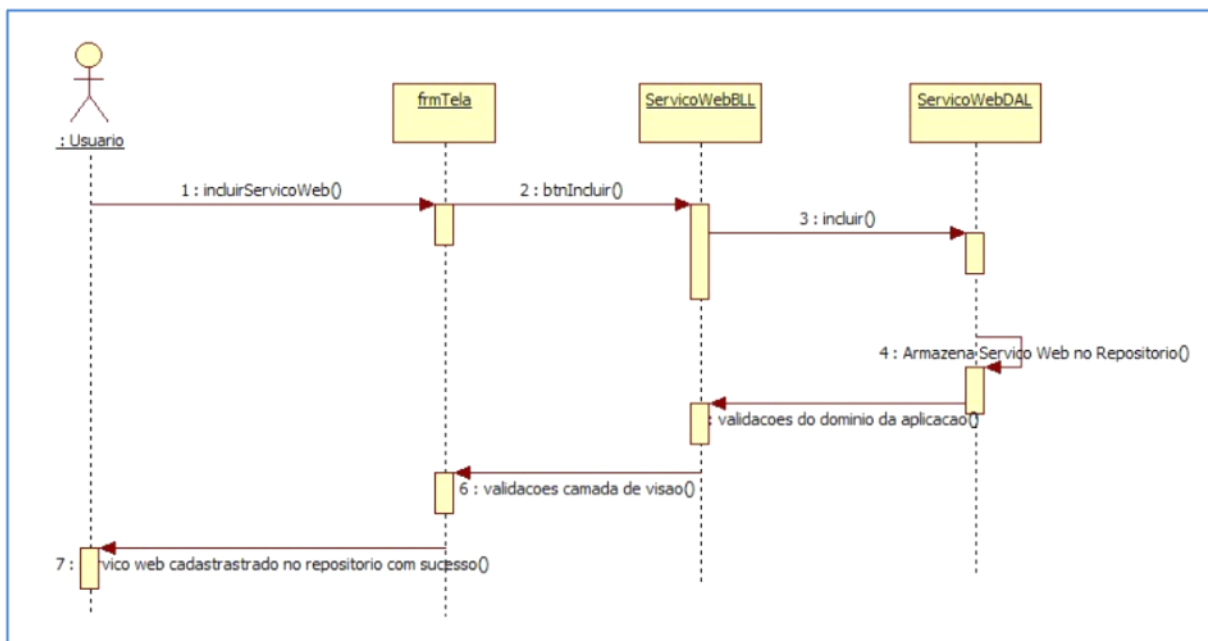 : Usuario
frmTela
ServicoWebBLL
ServicoWebDAL
1 : incluirServicoWeb()
2 : btnIncluir()
3 : incluir()
4 : Armazena Servico Web no Repositorio()
: validacoes do dominio da aplicacao()
6 : validacoes camada de visao()
7 : web cadastrastrado no repositorio com sucesso()